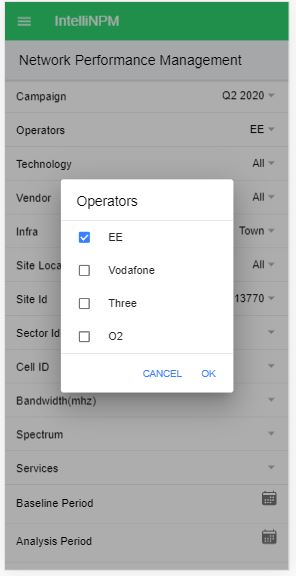 IntelliNPM
Network Performance Management
Campaign Q2 2020
Operators EE
Technology All
Vendor All
Infra Town
Site Loca All
Site Id 13770
Sector Id
Cell ID
Bandwidth(mhz)
Spectrum
Services
Baseline Period
Analysis Period
Operators
EE
Vodafone
Three
O2
CANCEL OK